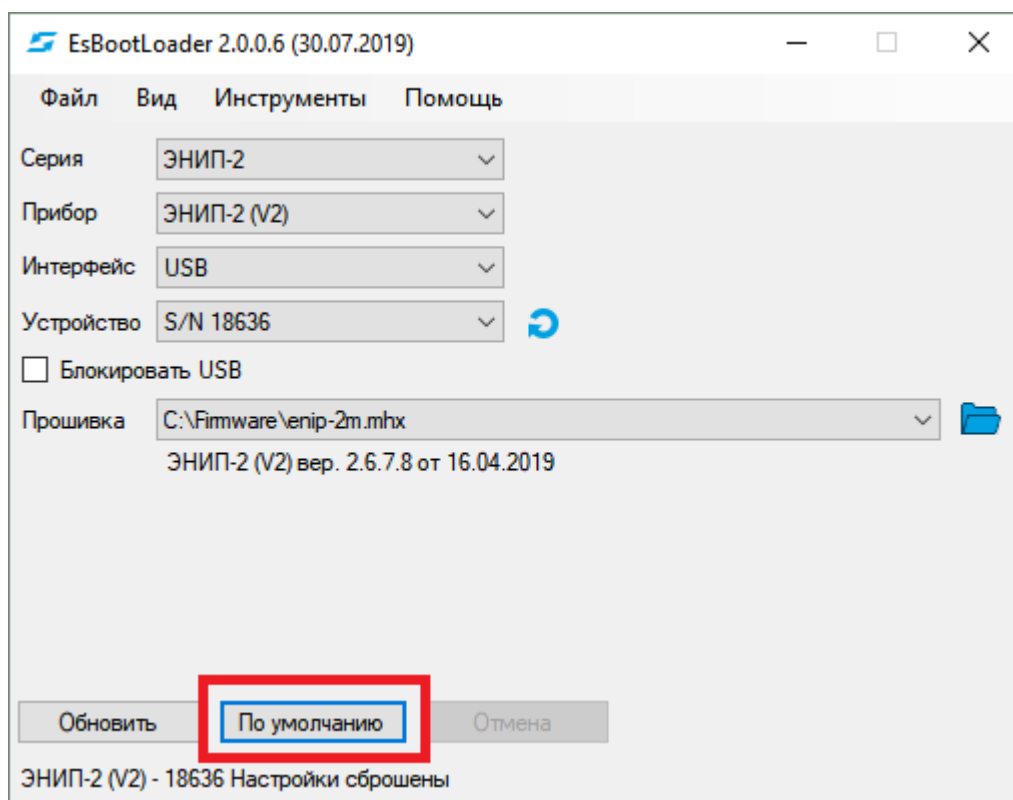 EsBootLoader 2.0.0.6 (30.07.2019)
Файл Вид Инструменты Помощь
Серия ЭНИП-2
Прибор ЭНИП-2 (V2)
Интерфейс USB
Устройство S/N 18636
Блокировать USB
Прошивка C:\Firmware\enip-2m.mhx
ЭНИП-2 (V2) вер. 2.6.7.8 от 16.04.2019
Обновить По умолчанию Отмена
ЭНИП-2 (V2) - 18636 Настройки сброшены